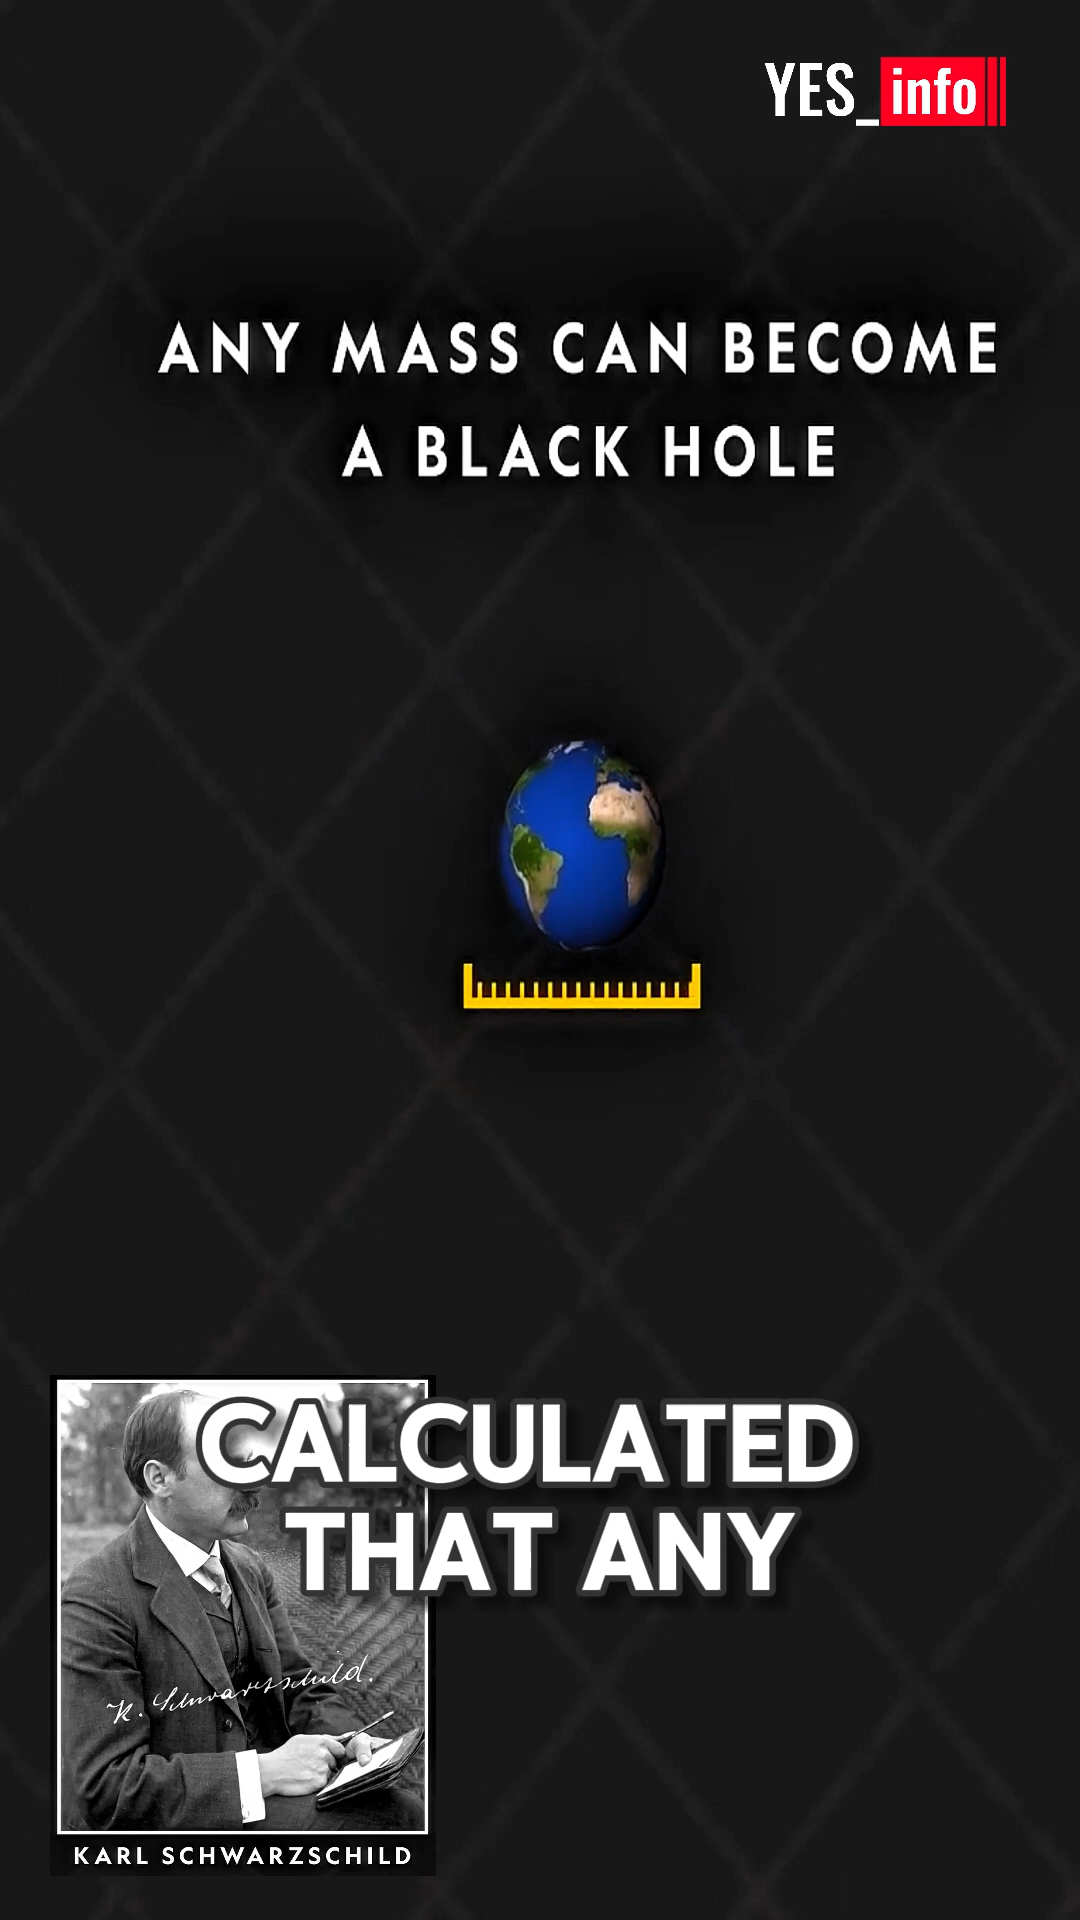 YES_info
ANY MASS CAN BECOME
A BLACK HOLE
CALCULATED
THAT ANY
K. Schwarzschild.
KARL SCHWARZSCHILD